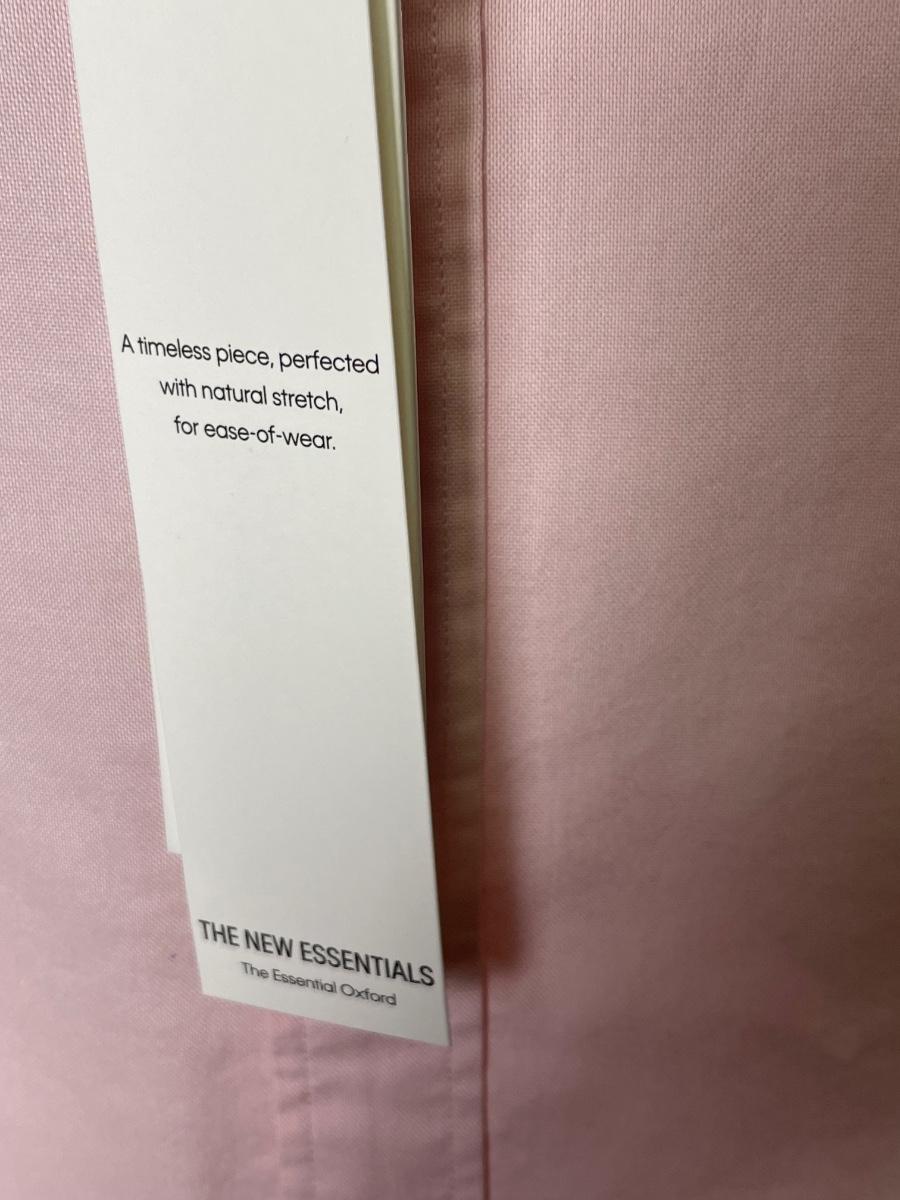 A timeless piece, perfected
with natural stretch,
for ease-of-wear.
THE NEW ESSENTIALS
The Essential Oxford